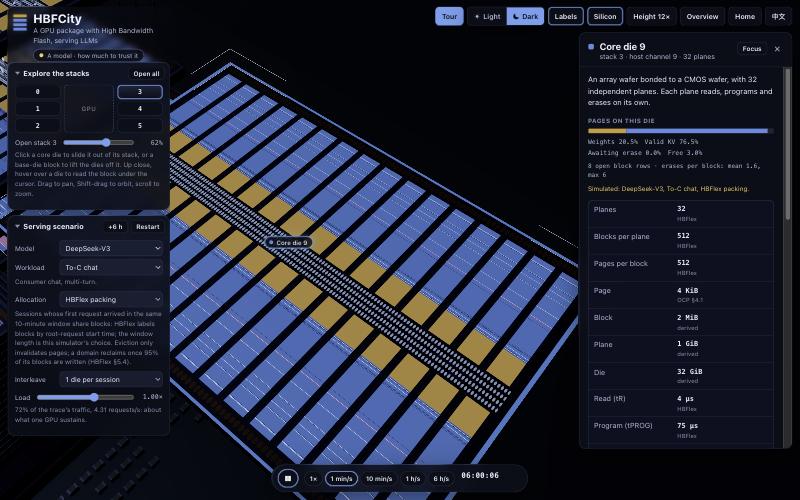 HBFCity
A GPU package with High Bandwidth
Flash, serving LLMs
A model · how much to trust it
Tour
Light
Dark
Labels
Silicon
Height 12×
Overview
Home
中文
Explore the stacks
Open all
0
GPU
3
1
4
2
5
Open stack 3
62%
Click a core die to slide it out of its stack, or a
base-die block to lift the dies off it. Up close,
hover over a die to read the block under the
cursor. Drag to pan, Shift-drag to orbit, scroll to
zoom.
Serving scenario
+6 h
Restart
Model
DeepSeek-V3
Workload
To-C chat
Consumer chat, multi-turn.
Allocation
HBFlex packing
Sessions whose first request arrived in the same
10-minute window share blocks: HBFlex labels
blocks by root-request start time; the window
length is this simulator's choice. Eviction only
invalidates pages; a domain reclaims once 95%
of its blocks are written (HBFlex §5.4).
Interleave
1 die per session
Load
1.00×
72% of the trace's traffic, 4.31 requests/s: about
what one GPU sustains.
Core die 9
1×
1 min/s
10 min/s
1 h/s
6 h/s
06:00:06
Core die 9
stack 3 · host channel 9 · 32 planes
Focus
×
An array wafer bonded to a CMOS wafer, with 32
independent planes. Each plane reads, programs and
erases on its own.
PAGES ON THIS DIE
Weights 20.5% Valid KV 76.5%
Awaiting erase 0.0% Free 3.0%
8 open block rows · erases per block: mean 1.6,
max 6
Simulated: DeepSeek-V3, To-C chat, HBFlex packing.
Planes
32
HBFlex
Blocks per plane
512
HBFlex
Pages per block
512
HBFlex
Page
4 KiB
OCP §4.1
Block
2 MiB
derived
Plane
1 GiB
derived
Die
32 GiB
derived
Read (tR)
4 µs
HBFlex
Program (tPROG)
75 µs
HBFlex